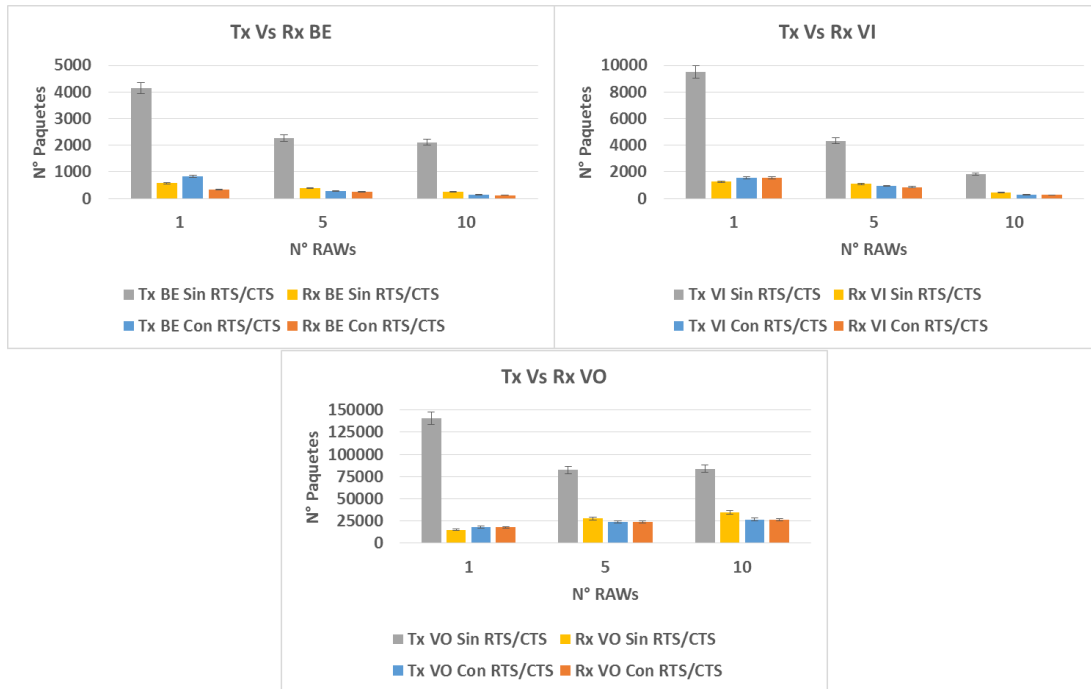 Tx Vs Rx BE
N° Paquetes
5000
4000
3000
2000
1000
0
1 5 10
N° RAWs
Tx BE Sin RTS/CTS Rx BE Sin RTS/CTS
Tx BE Con RTS/CTS Rx BE Con RTS/CTS
Tx Vs Rx VI
N° Paquetes
10000
8000
6000
4000
2000
0
1 5 10
N° RAWs
Tx VI Sin RTS/CTS Rx VI Sin RTS/CTS
Tx VI Con RTS/CTS Rx VI Con RTS/CTS
Tx Vs Rx VO
N° Paquetes
150000
125000
100000
75000
50000
25000
0
1 5 10
N° RAWs
Tx VO Sin RTS/CTS Rx VO Sin RTS/CTS
Tx VO Con RTS/CTS Rx VO Con RTS/CTS